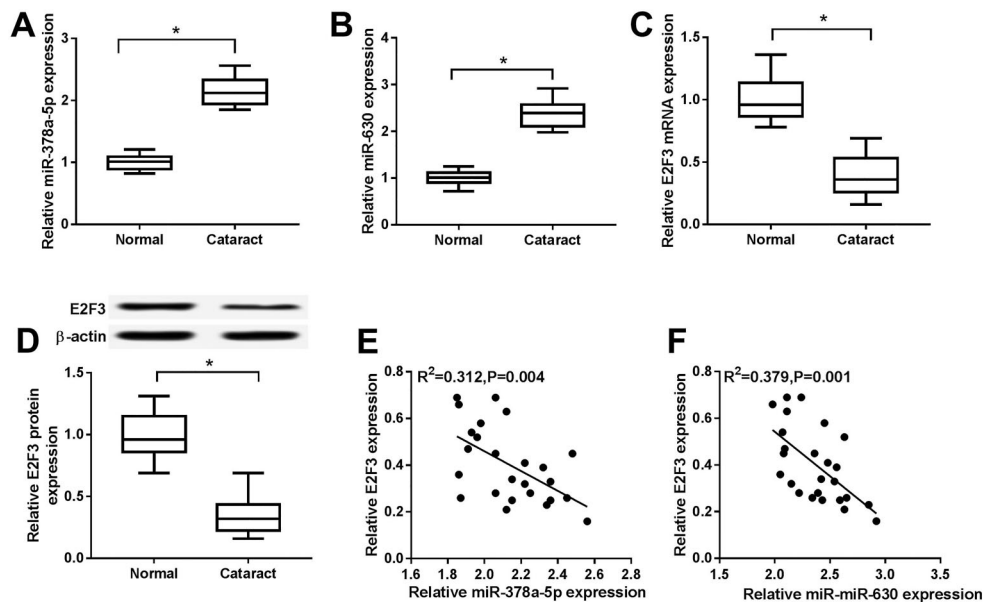 A
Relative miR-378a-5p expression
3
2
1
0
*
Normal Cataract
B
Relative miR-630 expression
4
3
2
1
0
*
Normal Cataract
C
Relative E2F3 mRNA expression
1.5
1.0
0.5
0.0
*
Normal Cataract
D
E2F3
β-actin
Relative E2F3 protein
expression
1.5
1.0
0.5
0.0
*
Normal Cataract
E
R²=0.312,P=0.004
Relative E2F3 expression
0.8
0.6
0.4
0.2
0.0
1.6 1.8 2.0 2.2 2.4 2.6 2.8
Relative miR-378a-5p expression
F
R²=0.379,P=0.001
Relative E2F3 expression
0.8
0.6
0.4
0.2
0.0
1.5 2.0 2.5 3.0 3.5
Relative miR-miR-630 expression